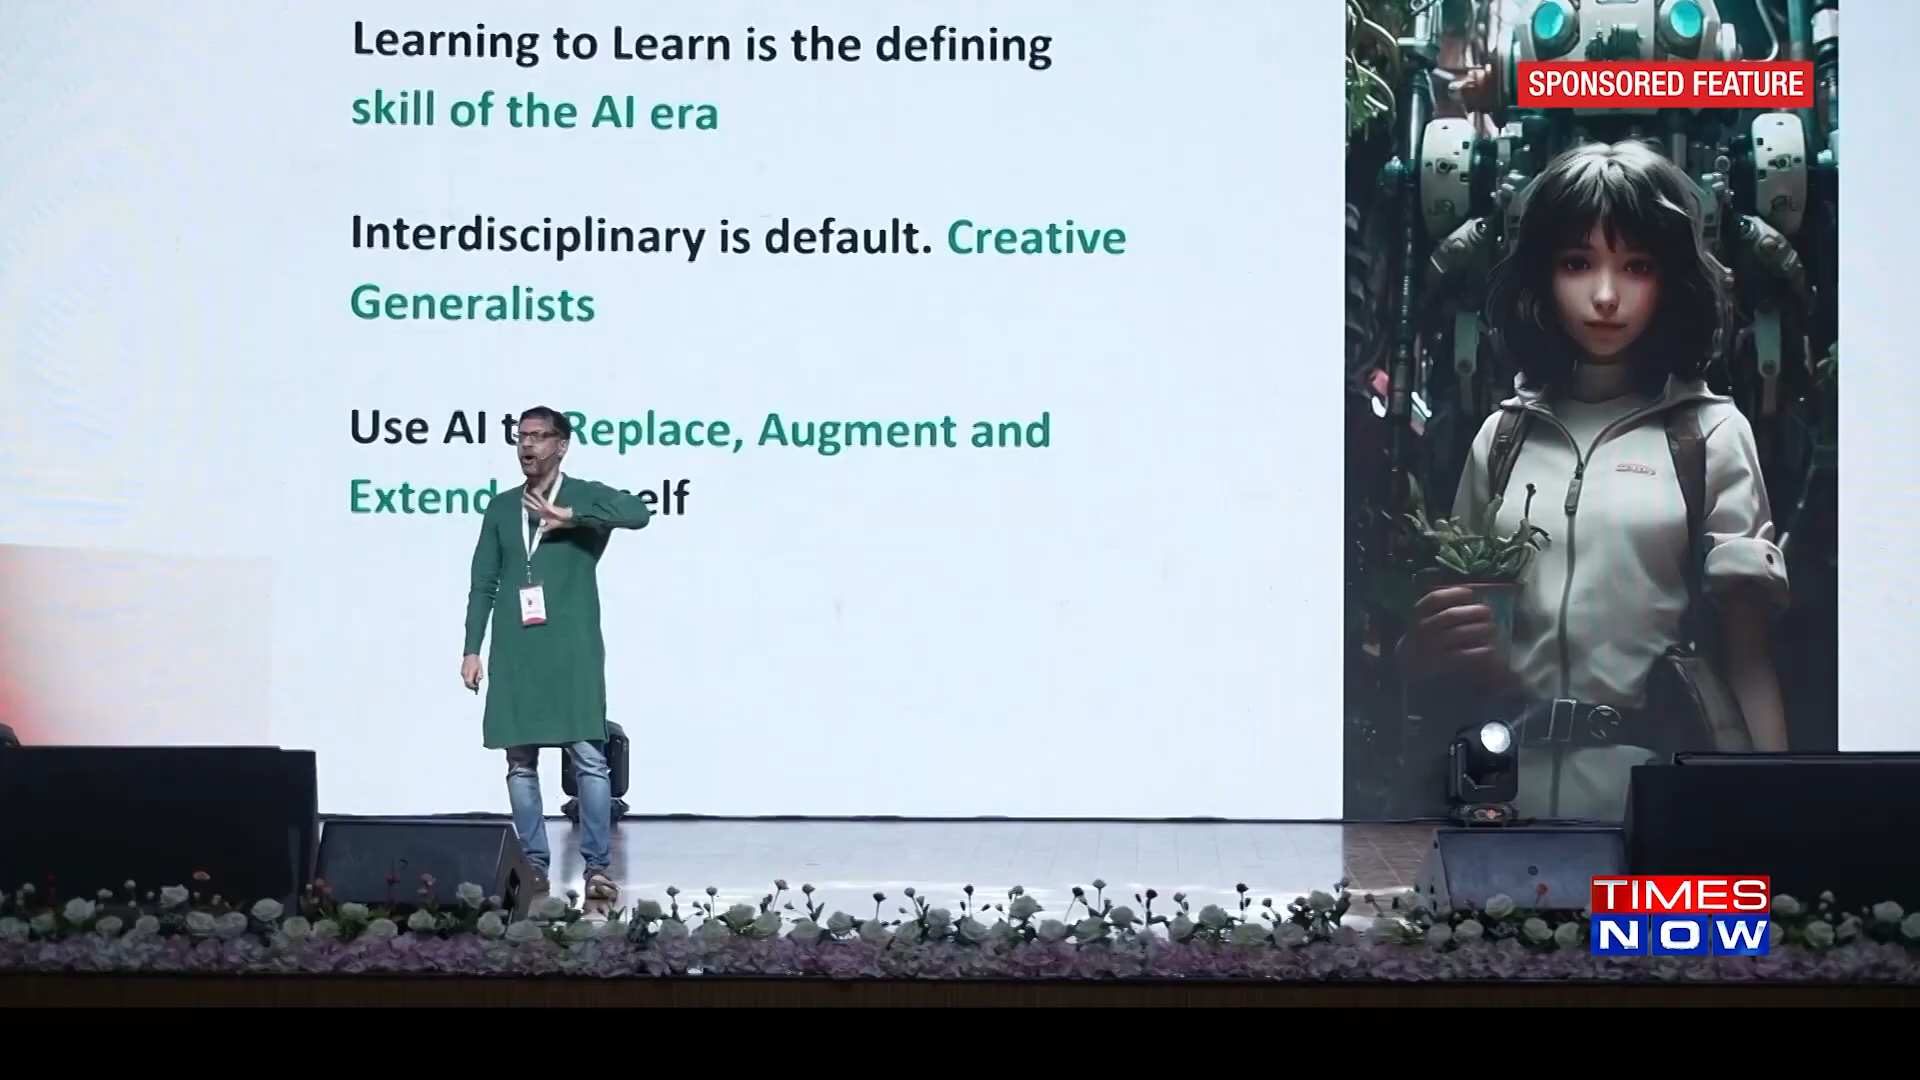 Learning to Learn is the defining
skill of the AI era
SPONSORED FEATURE
Interdisciplinary is default. Creative
Generalists
Use AI Replace, Augment and
Extend
TIMES
NOW